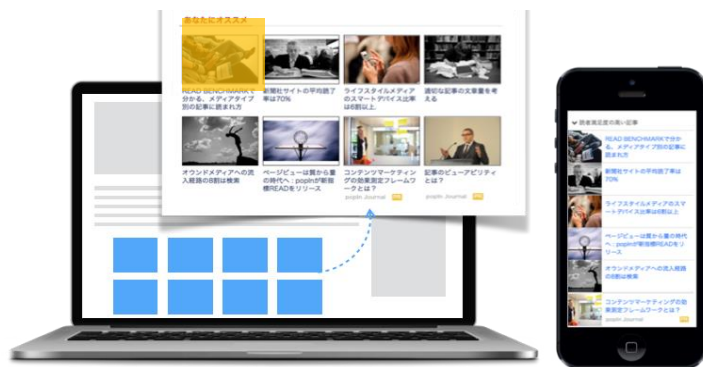 あなたにオススメ
READ BENCHMARKで
分かる、メディアタイプ
別の記事に読まれ方
新聞社サイトの平均読了
率は70%
ライフスタイルメディア
のスマートデバイス比率
は6割以上
適切な記事の文章量を考
える
オウンドメディアへの流
入経路の8割は検索
ページビューは質から量
の時代へ：popInが新指
標READをリリース
コンテンツマーケティン
グの効果測定フレームワ
ークとは？
popIn Journal
記事のビューアビリティ
とは？
popIn Journal
読者満足度の高い記事
READ BENCHMARKで分か
る、メディアタイプ別の記事に
読まれ方
新聞社サイトの平均読了率は
70%
ライフスタイルメディアのスマ
ートデバイス比率は6割以上
ページビューは質から量の時代
へ：popInが新指標READをリ
リース
オウンドメディアへの流入経路
の8割は検索
コンテンツマーケティングの効
果測定フレームワークとは？
popIn Journal